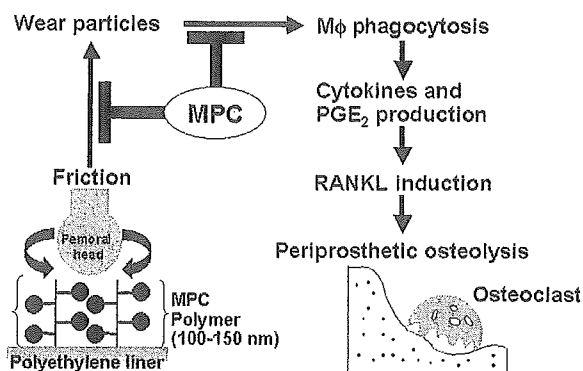 Wear particles
Mφ phagocytosis
MPC
Cytokines and
PGE₂ production
Friction
RANKL induction
Femoral
head
Periprosthetic osteolysis
MPC
Polymer
(100-150 nm)
Osteoclast
Polyethylene liner